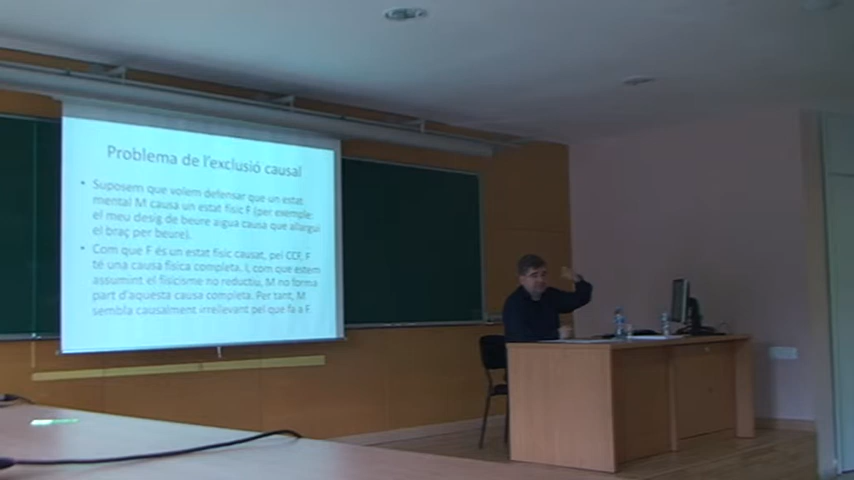 Problema de l'exclusió causal
• Suposem que volem defensar que un estat
mental M causa un estat físic F (per exemple,
el meu desig de beure aigua causa que allargui
el braç per beure).
• Com que F és un estat físic causat, pel CCF, F
té una causa física completa. I, com que estem
assumint el fisicisme no reductiu, M no forma
part d'aquesta causa completa. Per tant, M
sembla causalment irrellevant pel que fa a F